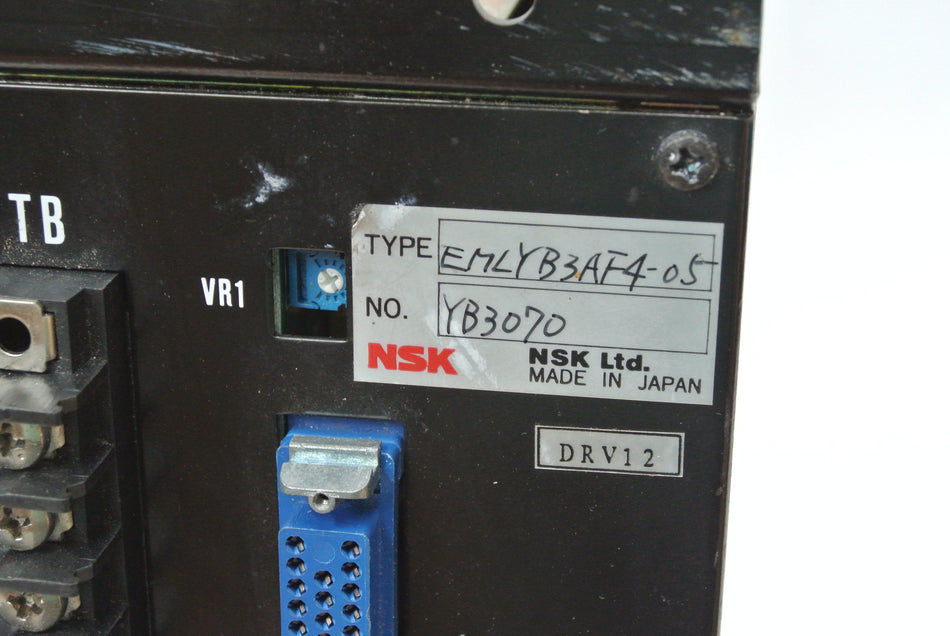 TB
VR1
TYPE EMLYB3AF4-05
NO. YB3070
NSK NSK Ltd.
MADE IN JAPAN
DRV12